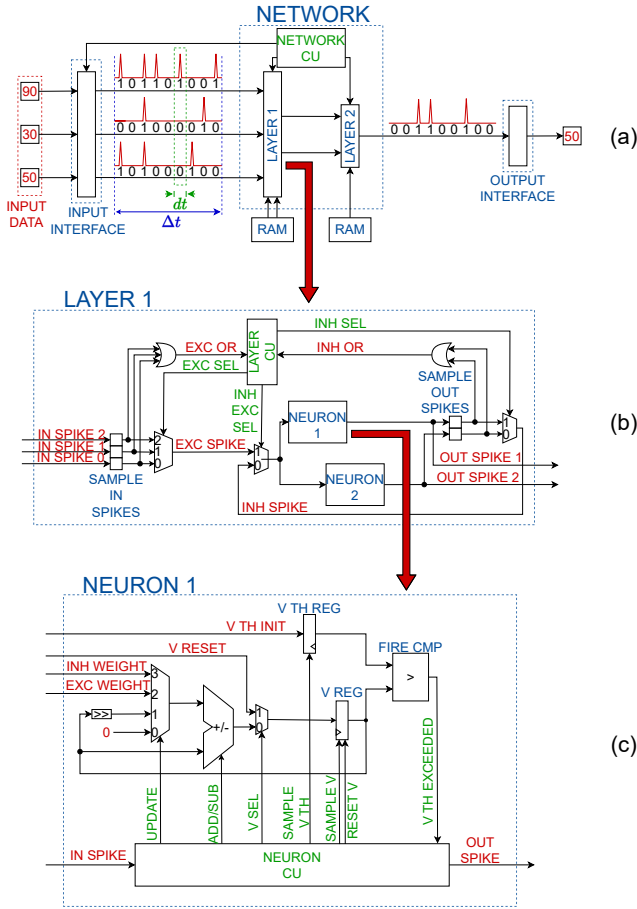 NETWORK
NETWORK
CU
90
30
50
1 0 1 1 0 1 0 0 1
0 0 1 0 0 0 0 1 0
1 0 1 0 0 0 1 0 0
LAYER 1
LAYER 2
0 0 1 1 0 0 1 0 0
50
(a)
INPUT
DATA
INPUT
INTERFACE
dt
Δt
RAM
RAM
OUTPUT
INTERFACE
LAYER 1
INH SEL
EXC OR
EXC SEL
LAYER
CU
INH OR
INH
EXC
SEL
SAMPLE
OUT
SPIKES
NEURON
1
(b)
IN SPIKE 2
IN SPIKE 1
IN SPIKE 0
2
1
0
EXC SPIKE
1
0
1
0
OUT SPIKE 1
SAMPLE
IN
SPIKES
NEURON
2
OUT SPIKE 2
INH SPIKE
NEURON 1
V TH REG
V TH INIT
FIRE CMP
V RESET
INH WEIGHT
EXC WEIGHT
3
2
1
0
>>
0
+/-
1
0
V REG
>
(c)
UPDATE
ADD/SUB
V SEL
SAMPLE
V TH
SAMPLE V
RESET V
V TH EXCEEDED
IN SPIKE
NEURON
CU
OUT
SPIKE